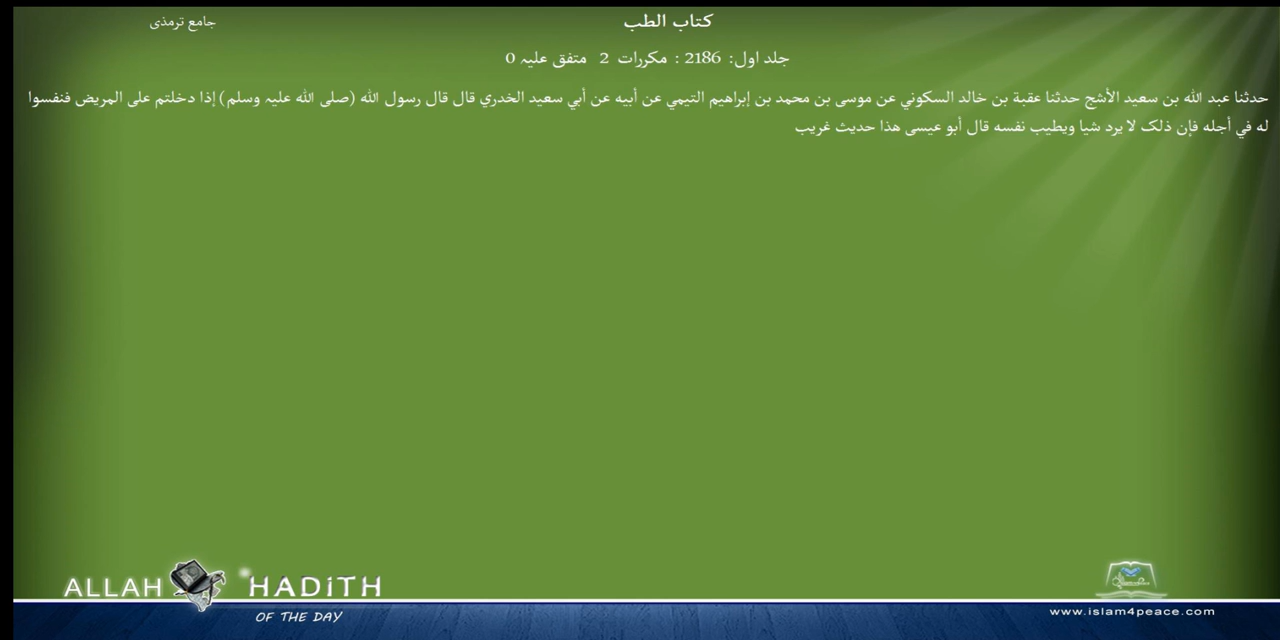 کتاب الطب
جامع ترمذی
جلد اول: 2186 : مکررات 2 متفق علیہ 0
حدثنا عبد الله بن سعيد الأشج حدثنا عقبة بن خالد السكوني عن موسى بن محمد بن إبراهيم التيمي عن أبيه عن أبي سعيد الخدري قال قال رسول الله (صلی الله علیہ وسلم) إذا دخلتم على المريض فنفسوا
له في أجله فإن ذلک لا يرد شيا ويطيب نفسه قال أبو عيسى هذا حديث غريب
ALLAH HADITH
OF THE DAY
www.islam4peace.com